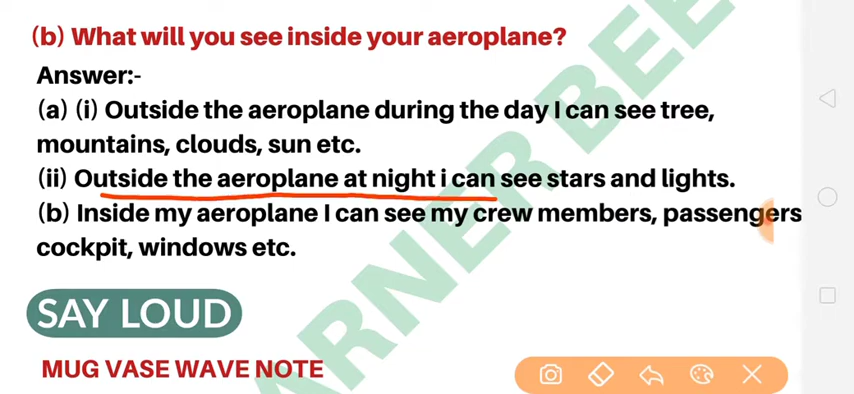 (b) What will you see inside your aeroplane?
Answer:-
(a) (i) Outside the aeroplane during the day I can see tree,
mountains, clouds, sun etc.
(ii) Outside the aeroplane at night i can see stars and lights.
(b) Inside my aeroplane I can see my crew members, passengers
cockpit, windows etc.
SAY LOUD
MUG VASE WAVE NOTE
ARNER BEE